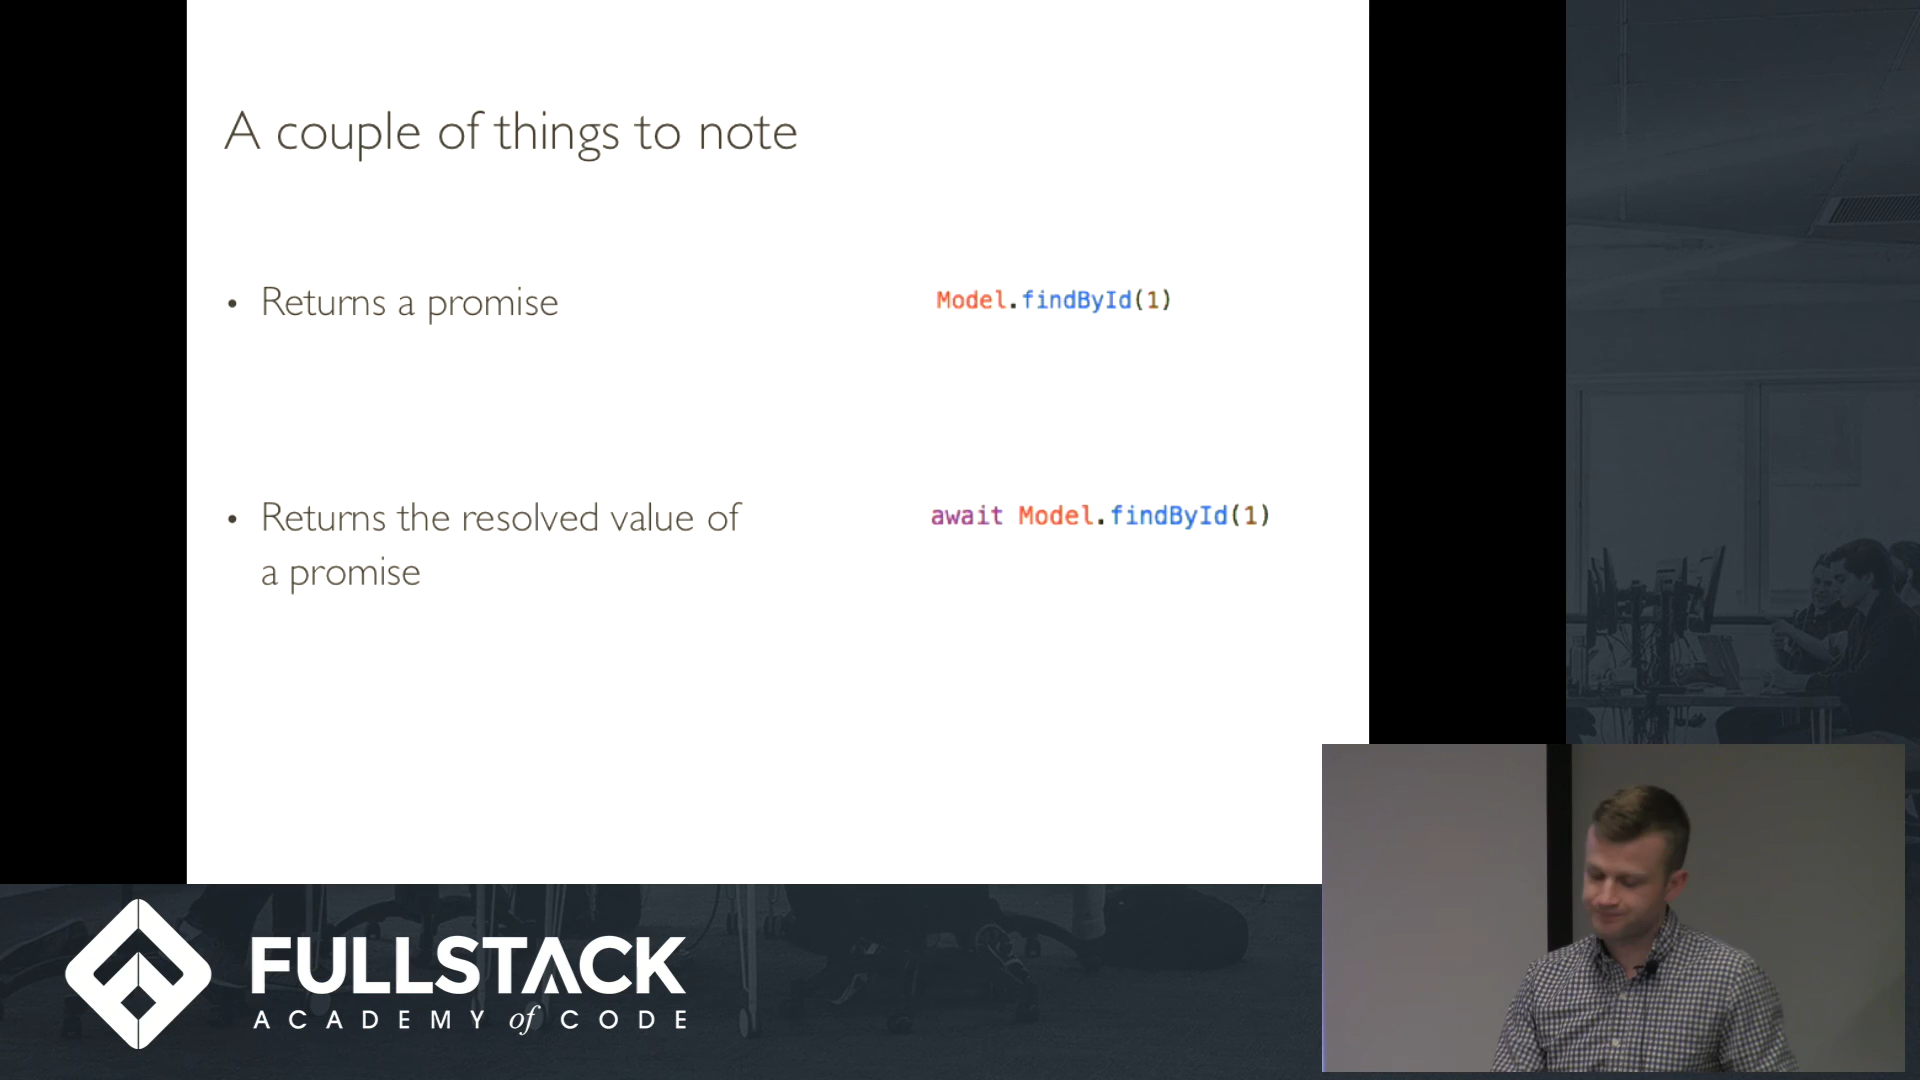 A couple of things to note
• Returns a promise
Model.findById(1)
• Returns the resolved value of
a promise
await Model.findById(1)
FULLSTACK
ACADEMY of CODE